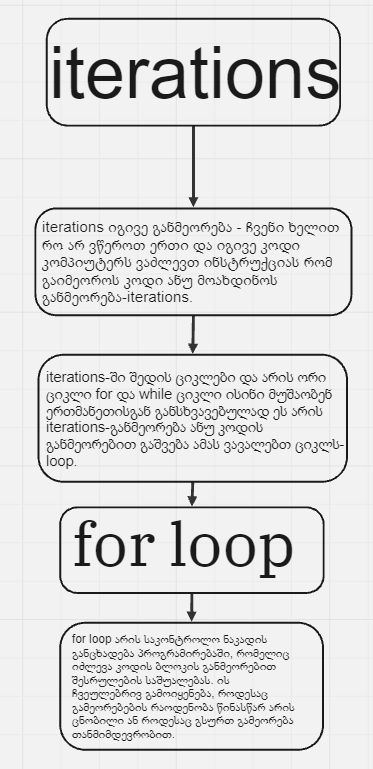 iterations
iterations იგივე განმეორება - ჩვენი ხელით
რო არ ვწეროთ ერთი და იგივე კოდი
კომპიუტერს ვაძლევთ ინსტრუქციას რომ
გაიმეოროს კოდი ანუ მოახდინოს
განმეორება-iterations.
iterations-ში შედის ციკლები და არის ორი
ციკლი for და while ციკლი ისინი მუშაობენ
ერთმანეთისგან განსხვავებულად ეს არის
iterations-განმეორება ანუ კოდის
განმეორებით გაშვება ამას ვავალებთ ციკლს-
loop.
for loop
for loop არის საკონტროლო ნაკადის
განცხადება პროგრამირებაში, რომელიც
იძლევა კოდის ბლოკის განმეორებით
შესრულების საშუალებას. ის
ჩვეულებრივ გამოიყენება, როდესაც
გამეორებების რაოდენობა წინასწარ არის
ცნობილი ან როდესაც გსურთ გამეორება
თანმიმდევრობით.